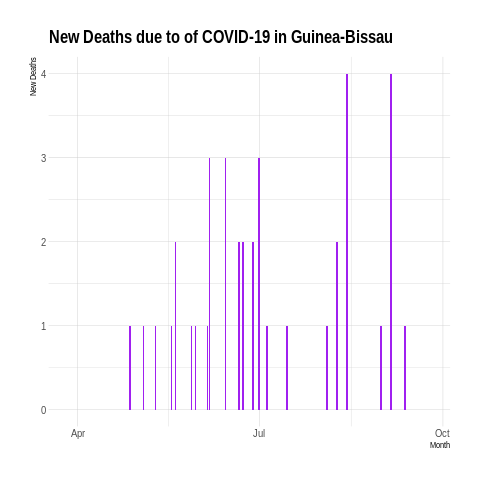 New Deaths due to of COVID-19 in Guinea-Bissau
New Deaths
4
3
2
1
0
Apr Jul Oct
Month